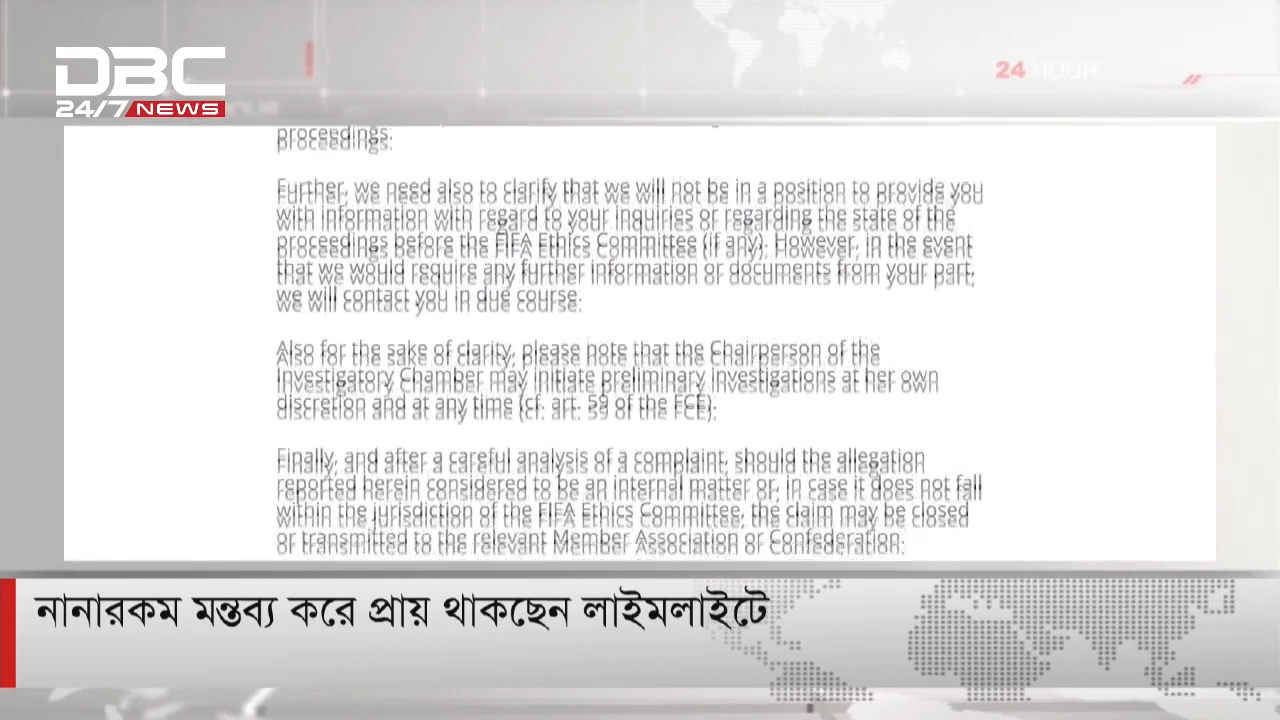 DBC
24/7 NEWS
24 HOUR
proceedings.
Further, we need also to clarify that we will not be in a position to provide you
with information with regard to your inquiries or regarding the state of the
proceedings before the FIFA Ethics Committee (if any). However, in the event
that we would require any further information or documents from your part,
we will contact you in due course.
Also for the sake of clarity, please note that the Chairperson of the
Investigatory Chamber may initiate preliminary investigations at her own
discretion and at any time (cf. art. 59 of the FCE).
Finally, and after a careful analysis of a complaint, should the allegation
reported herein considered to be an internal matter or, in case it does not fall
within the jurisdiction of the FIFA Ethics Committee, the claim may be closed
or transmitted to the relevant Member Association or Confederation.
নানারকম মন্তব্য করে প্রায় থাকছেন লাইমলাইটে